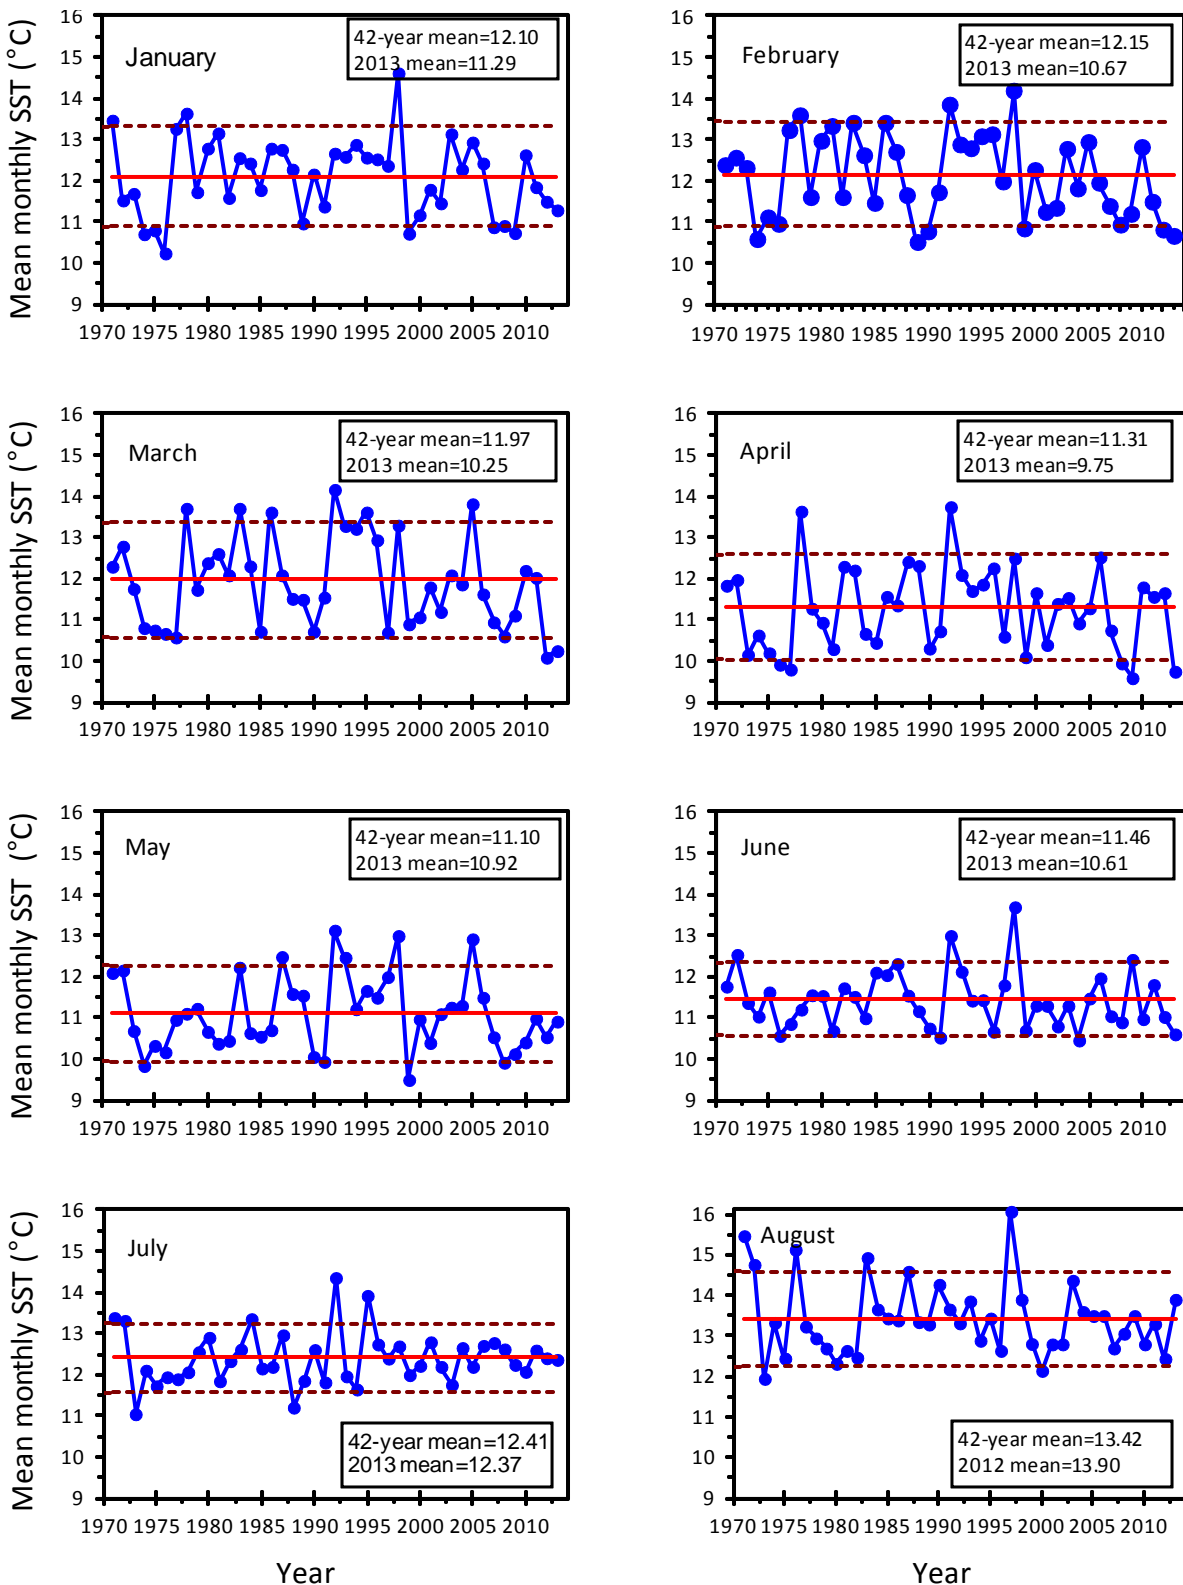 Mean monthly SST (°C)
16
15
14
13
12
11
10
9
January
42-year mean=12.10
2013 mean=11.29
1970 1975 1980 1985 1990 1995 2000 2005 2010
16
15
14
13
12
11
10
9
February
42-year mean=12.15
2013 mean=10.67
1970 1975 1980 1985 1990 1995 2000 2005 2010
Mean monthly SST (°C)
16
15
14
13
12
11
10
9
March
42-year mean=11.97
2013 mean=10.25
1970 1975 1980 1985 1990 1995 2000 2005 2010
16
15
14
13
12
11
10
9
April
42-year mean=11.31
2013 mean=9.75
1970 1975 1980 1985 1990 1995 2000 2005 2010
Mean monthly SST (°C)
16
15
14
13
12
11
10
9
May
42-year mean=11.10
2013 mean=10.92
1970 1975 1980 1985 1990 1995 2000 2005 2010
16
15
14
13
12
11
10
9
June
42-year mean=11.46
2013 mean=10.61
1970 1975 1980 1985 1990 1995 2000 2005 2010
Mean monthly SST (°C)
16
15
14
13
12
11
10
9
July
42-year mean=12.41
2013 mean=12.37
1970 1975 1980 1985 1990 1995 2000 2005 2010
Year
16
15
14
13
12
11
10
9
August
42-year mean=13.42
2012 mean=13.90
1970 1975 1980 1985 1990 1995 2000 2005 2010
Year